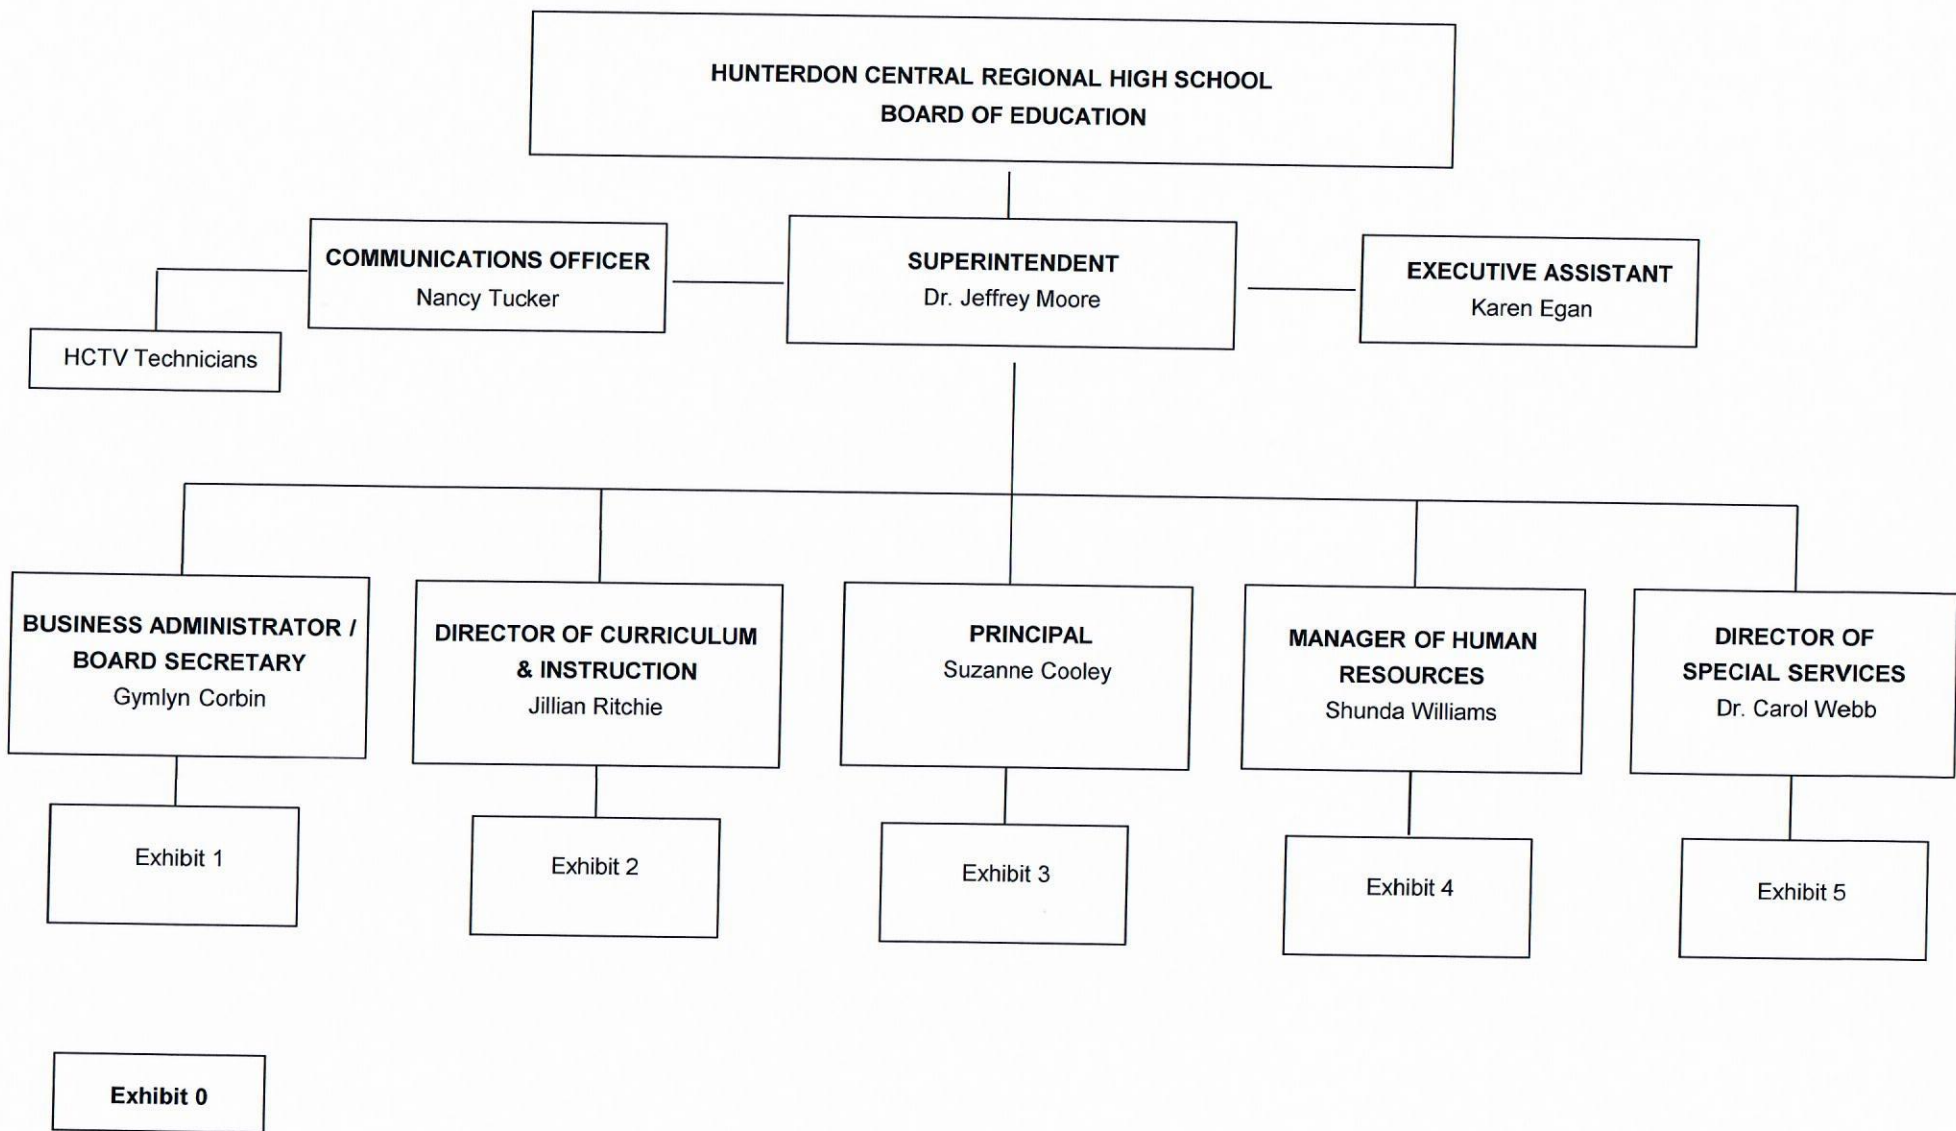 HUNTERDON CENTRAL REGIONAL HIGH SCHOOL
BOARD OF EDUCATION
COMMUNICATIONS OFFICER
Nancy Tucker
SUPERINTENDENT
Dr. Jeffrey Moore
EXECUTIVE ASSISTANT
Karen Egan
HCTV Technicians
BUSINESS ADMINISTRATOR /
BOARD SECRETARY
Gymlyn Corbin
DIRECTOR OF CURRICULUM
& INSTRUCTION
Jillian Ritchie
PRINCIPAL
Suzanne Cooley
MANAGER OF HUMAN
RESOURCES
Shunda Williams
DIRECTOR OF
SPECIAL SERVICES
Dr. Carol Webb
Exhibit 1
Exhibit 2
Exhibit 3
Exhibit 4
Exhibit 5
Exhibit 0